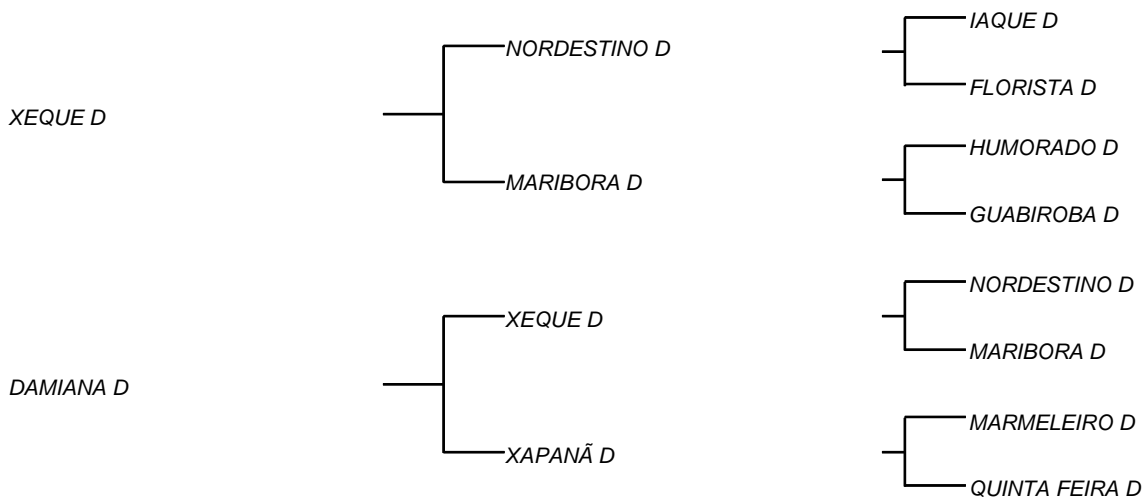 IAQUE D
NORDESTINO D
FLORISTA D
XEQUE D
HUMORADO D
MARIBORA D
GUABIROBA D
NORDESTINO D
XEQUE D
MARIBORA D
DAMIANA D
MARMELEIRO D
XAPANÃ D
QUINTA FEIRA D